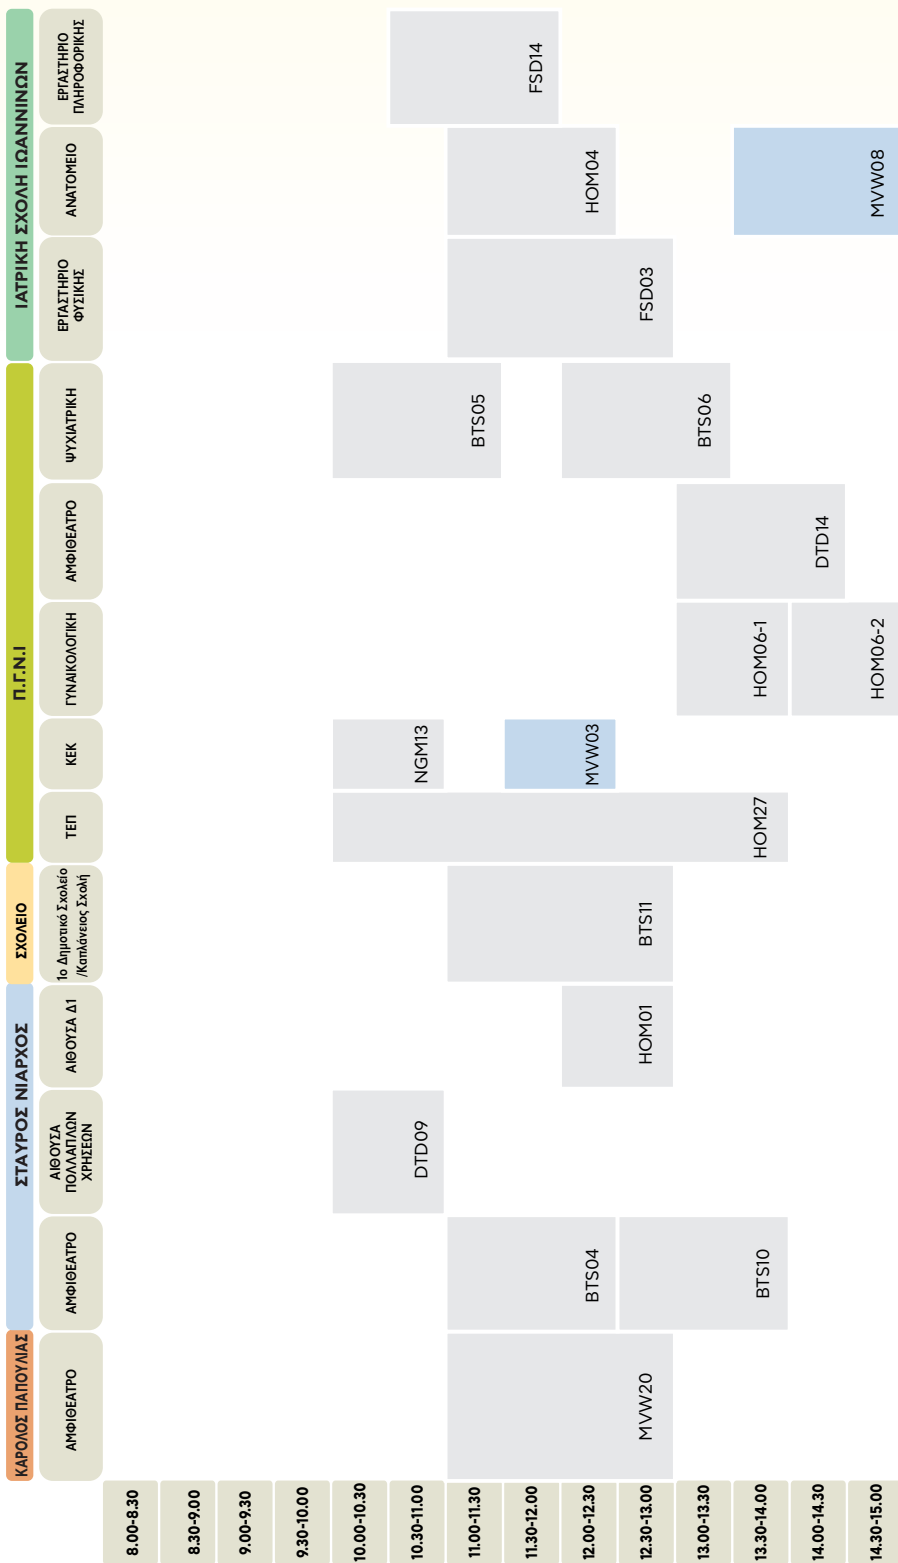 ΚΑΡΟΛΟΣ ΠΑΠΟΥΛΙΑΣ
ΣΤΑΥΡΟΣ ΝΙΑΡΧΟΣ
ΣΧΟΛΕΙΟ
Π.Γ.Ν.Ι
ΙΑΤΡΙΚΗ ΣΧΟΛΗ ΙΩΑΝΝΙΝΩΝ
ΑΜΦΙΘΕΑΤΡΟ
ΑΜΦΙΘΕΑΤΡΟ
ΑΙΘΟΥΣΑ
ΠΟΛΛΑΠΛΩΝ
ΧΡΗΣΕΩΝ
ΑΙΘΟΥΣΑ Δ1
1ο Δημοτικό Σχολείο
/Καπλάνειος Σχολή
ΤΕΠ
ΚΕΚ
ΓΥΝΑΙΚΟΛΟΓΙΚΗ
ΑΜΦΙΘΕΑΤΡΟ
ΨΥΧΙΑΤΡΙΚΗ
ΕΡΓΑΣΤΗΡΙΟ
ΦΥΣΙΚΗΣ
ΑΝΑΤΟΜΕΙΟ
ΕΡΓΑΣΤΗΡΙΟ
ΠΛΗΡΟΦΟΡΙΚΗΣ
8.00-8.30
8.30-9.00
9.00-9.30
9.30-10.00
10.00-10.30
10.30-11.00
DTD09
NGM13
11.00-11.30
BTS05
11.30-12.00
FSD14
12.00-12.30
BTS04
MVW03
HOM04
12.30-13.00
MVW20
HOM01
BTS11
FSD03
13.00-13.30
BTS06
13.30-14.00
BTS10
HOM27
HOM06-1
14.00-14.30
DTD14
14.30-15.00
HOM06-2
MVW08